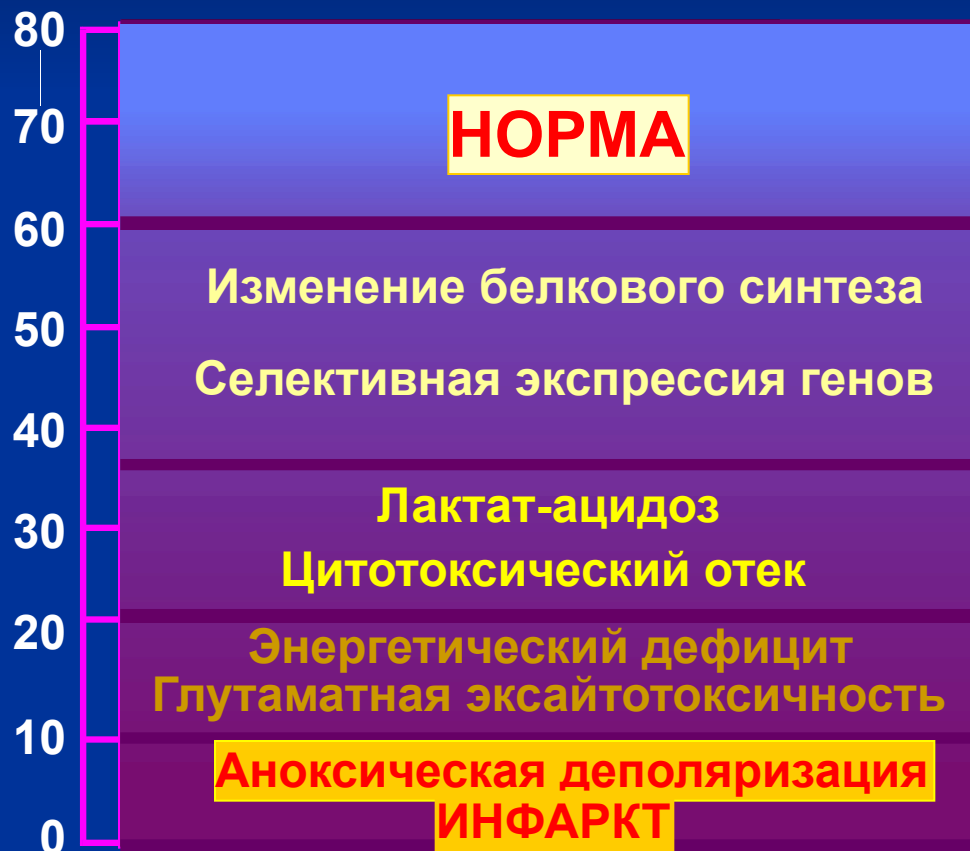 80
70
НОРМА
60
Изменение белкового синтеза
50
Селективная экспрессия генов
40
Лактат-ацидоз
30
Цитотоксический отек
20
Энергетический дефицит
Глутаматная эксайтотоксичность
10
Аноксическая деполяризация
ИНФАРКТ
0